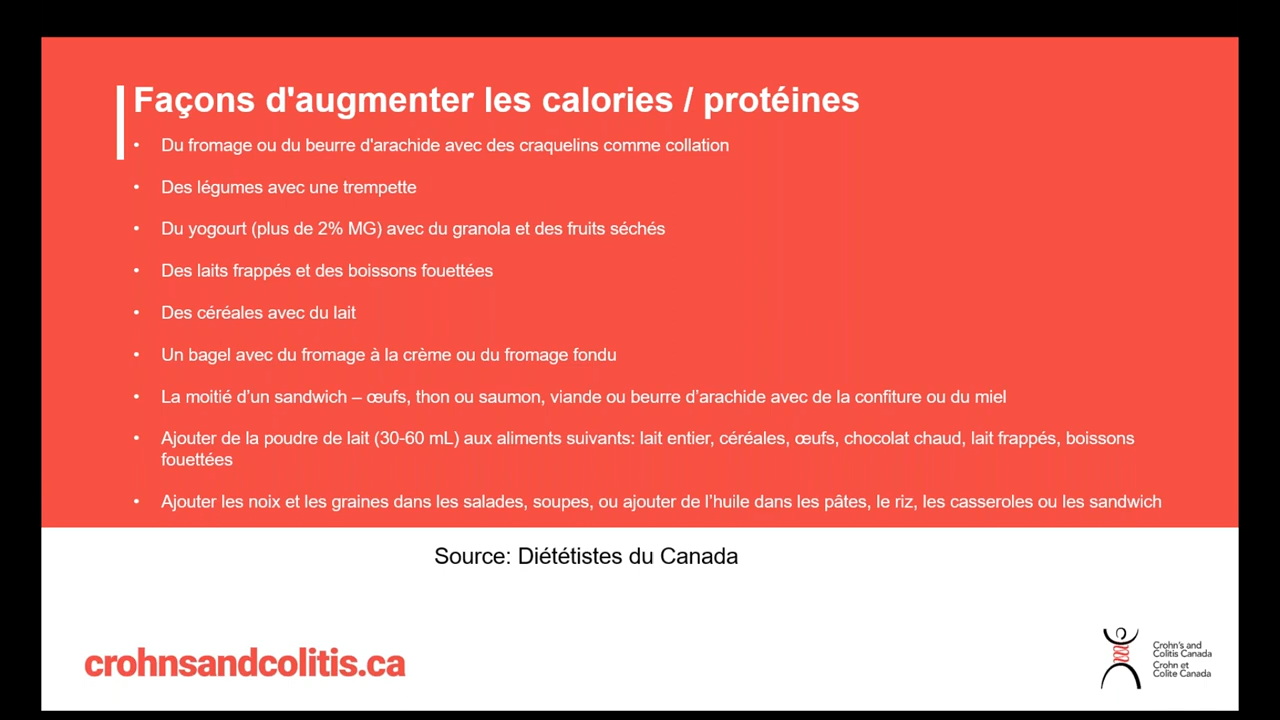 Façons d'augmenter les calories / protéines
• Du fromage ou du beurre d'arachide avec des craquelins comme collation
• Des légumes avec une trempette
• Du yogourt (plus de 2% MG) avec du granola et des fruits séchés
• Des laits frappés et des boissons fouettées
• Des céréales avec du lait
• Un bagel avec du fromage à la crème ou du fromage fondu
• La moitié d’un sandwich – œufs, thon ou saumon, viande ou beurre d’arachide avec de la confiture ou du miel
• Ajouter de la poudre de lait (30-60 mL) aux aliments suivants: lait entier, céréales, œufs, chocolat chaud, lait frappés, boissons
fouettées
• Ajouter les noix et les graines dans les salades, soupes, ou ajouter de l’huile dans les pâtes, le riz, les casseroles ou les sandwich
Source: Diététistes du Canada
crohnsandcolitis.ca
Crohn's and
Colitis Canada
Crohn et
Colite Canada